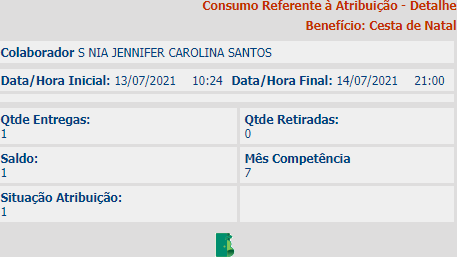 Consumo Referente à Atribuição - Detalhe
Benefício: Cesta de Natal
Colaborador S NIA JENNIFER CAROLINA SANTOS
Data/Hora Inicial: 13/07/2021 10:24 Data/Hora Final: 14/07/2021 21:00
Qtde Entregas: Qtde Retiradas:
1 0
Saldo: Mês Competência
1 7
Situação Atribuição:
1